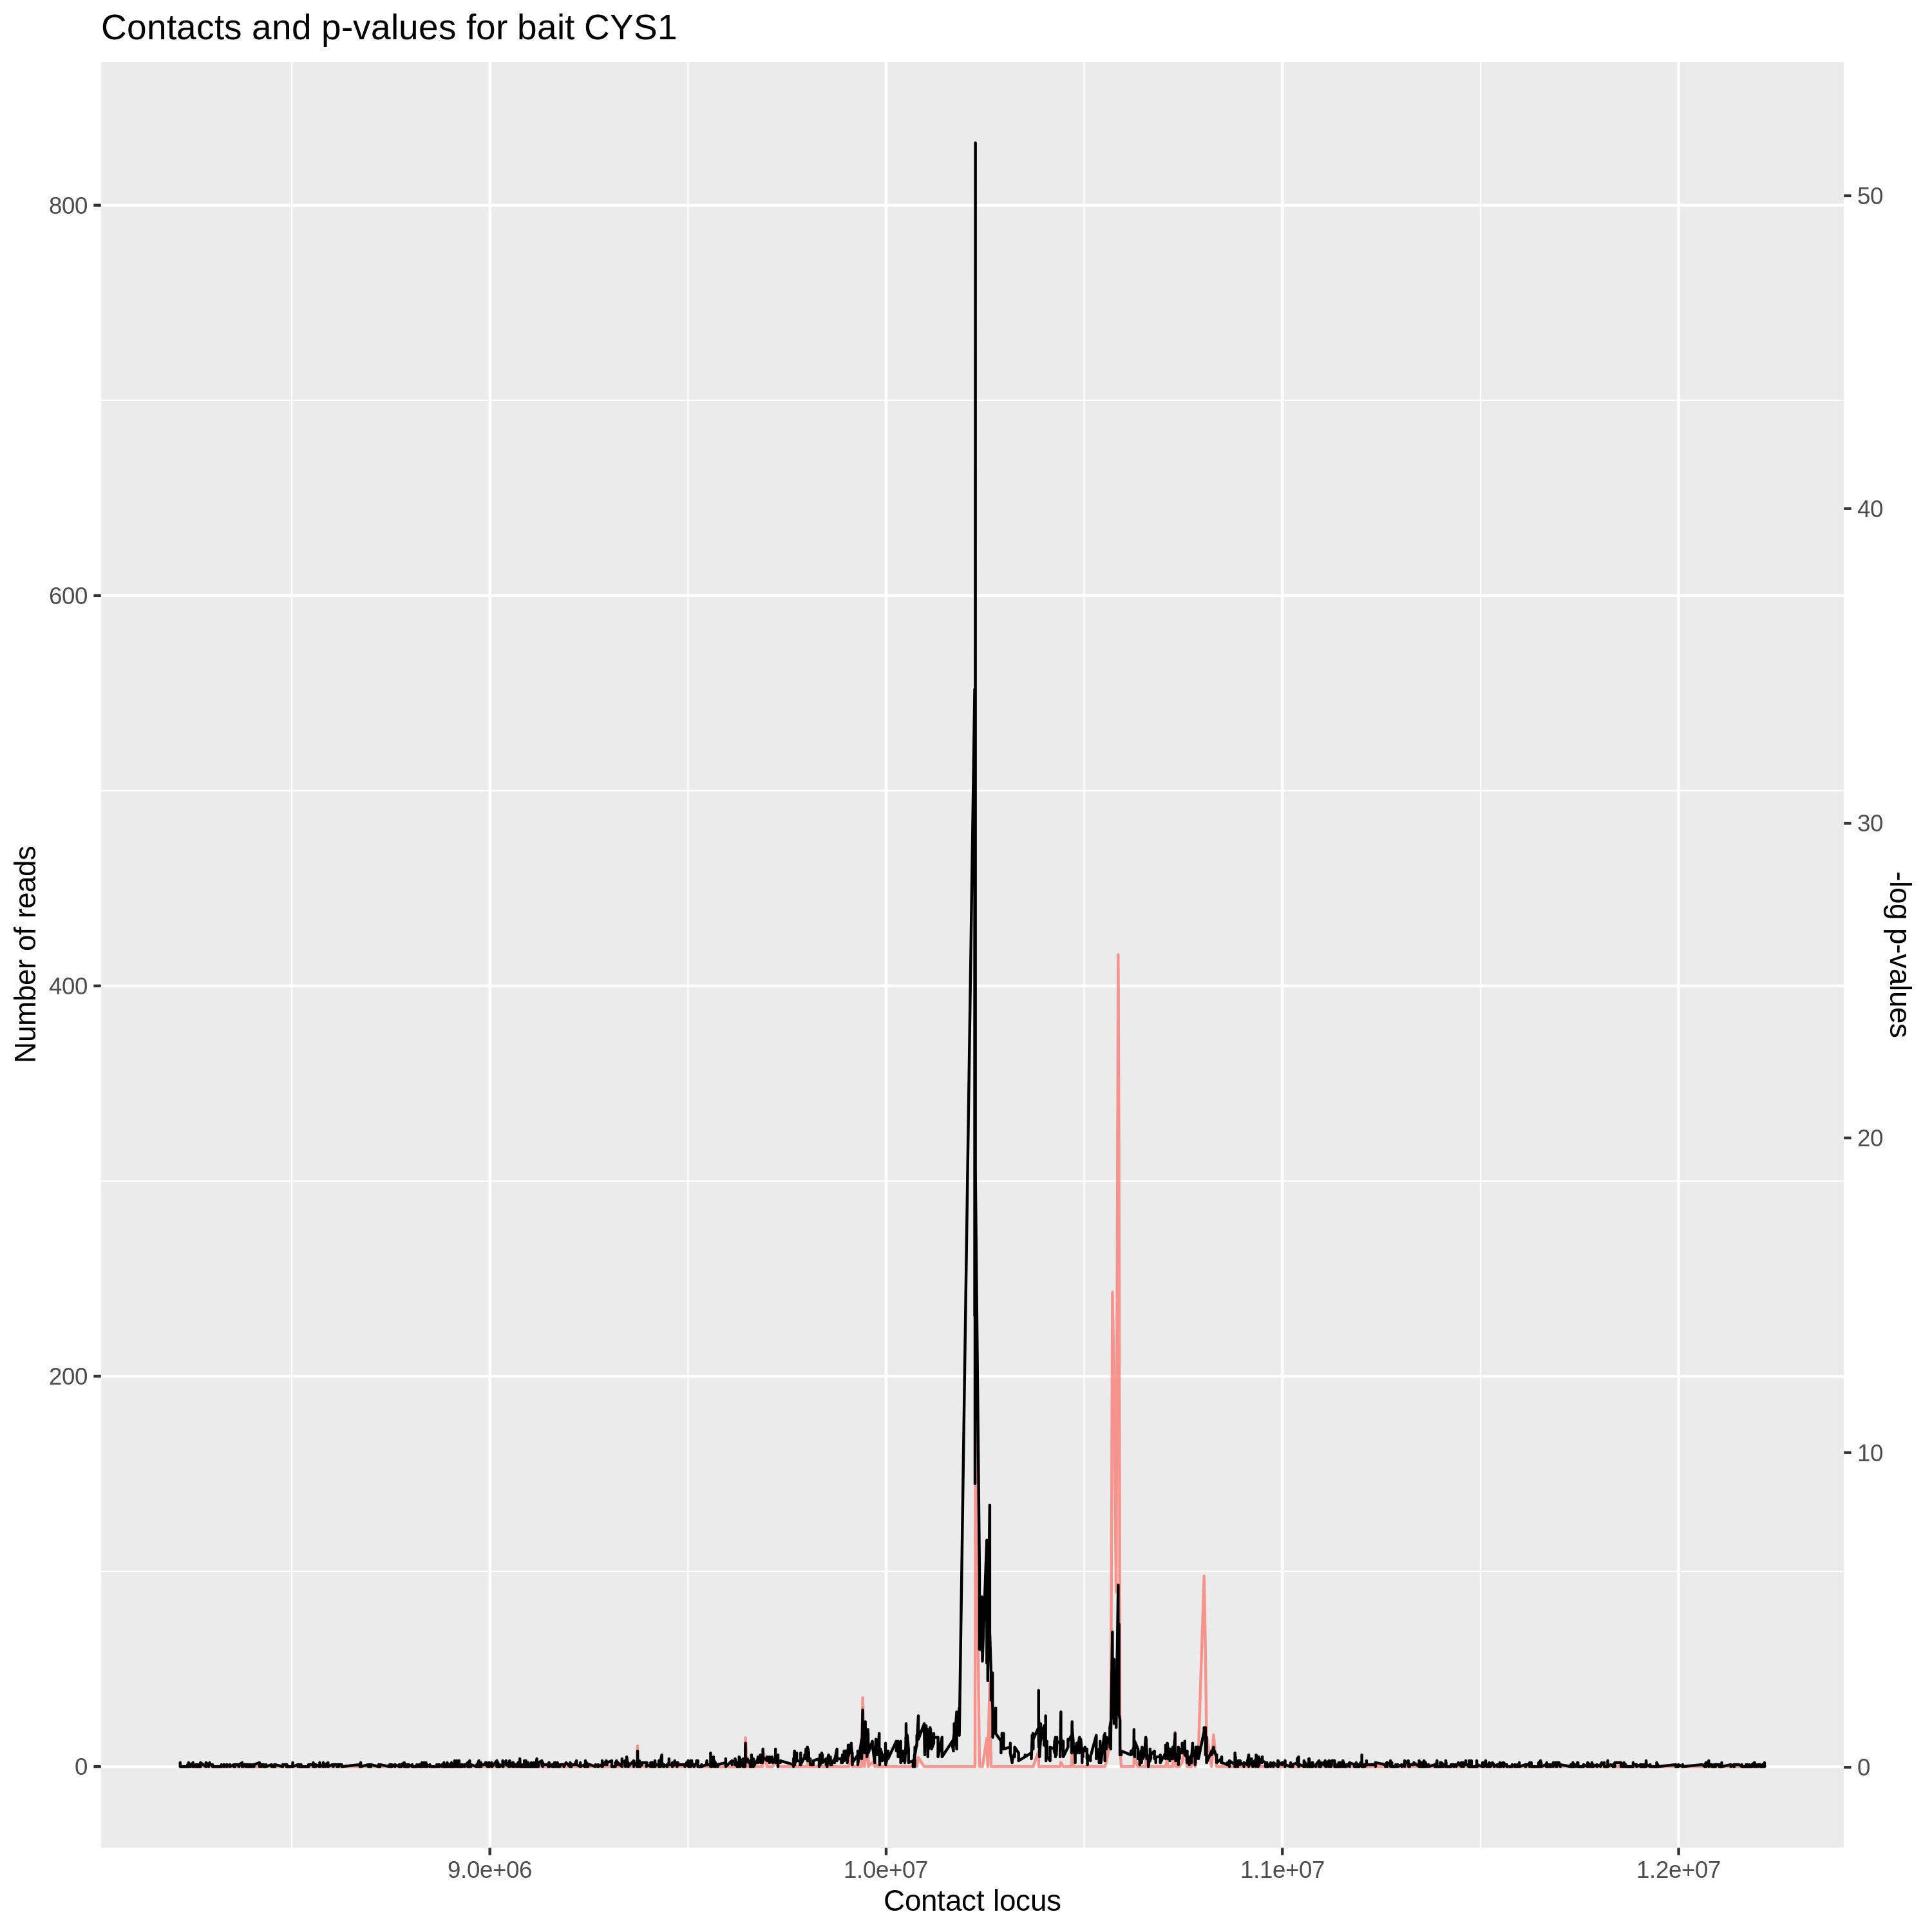 Contacts and p-values for bait CYS1
800
600
400
200
0
Number of reads
50
40
30
20
10
0
-log p-values
9.0e+06
1.0e+07
1.1e+07
1.2e+07
Contact locus